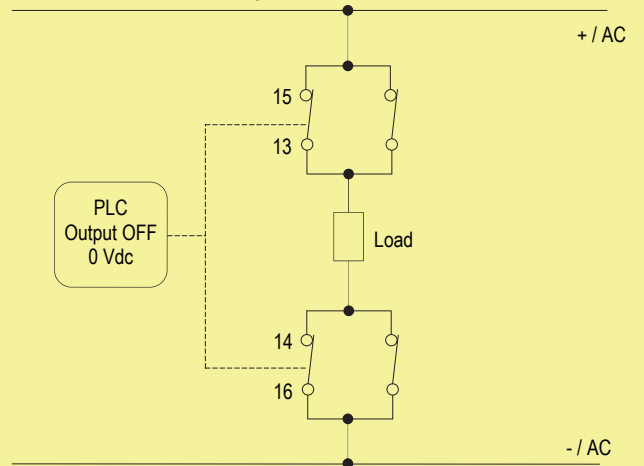 + / AC
15
13
PLC
Output OFF
0 Vdc
Load
14
16
- / AC